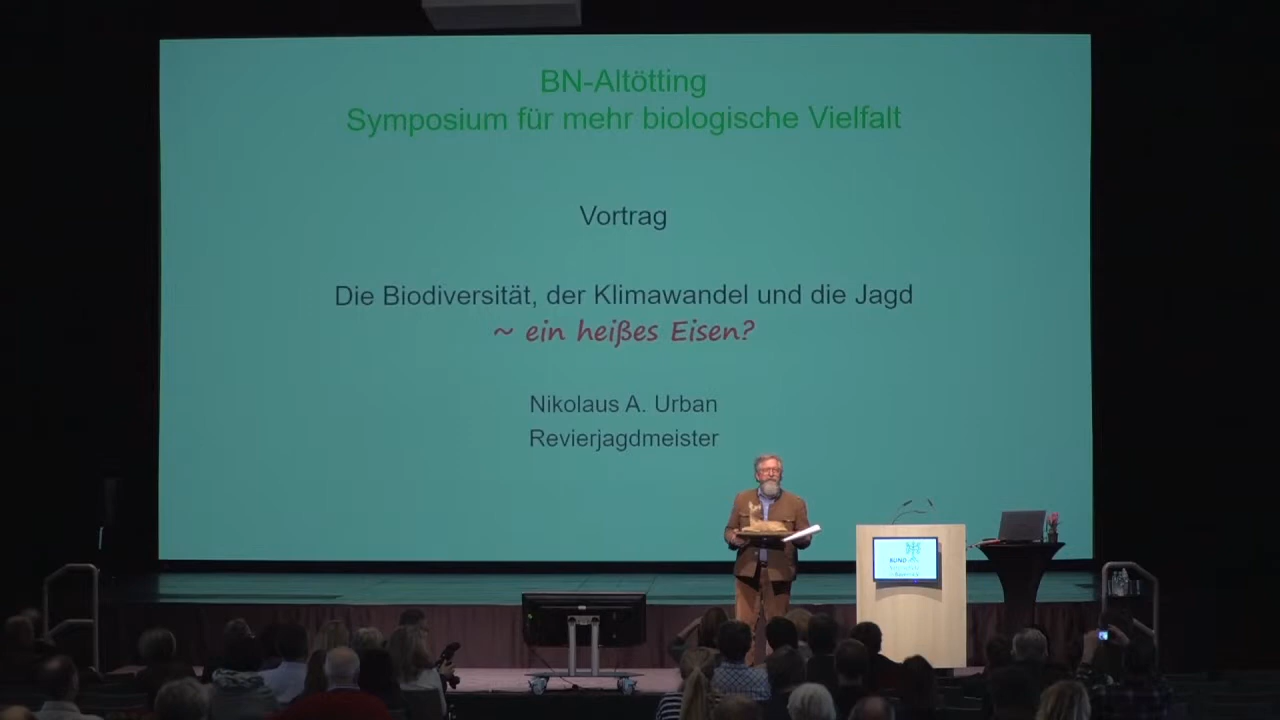 BN-Altötting
Symposium für mehr biologische Vielfalt
Vortrag
Die Biodiversität, der Klimawandel und die Jagd
~ ein heißes Eisen?
Nikolaus A. Urban
Revierjagdmeister
BUND